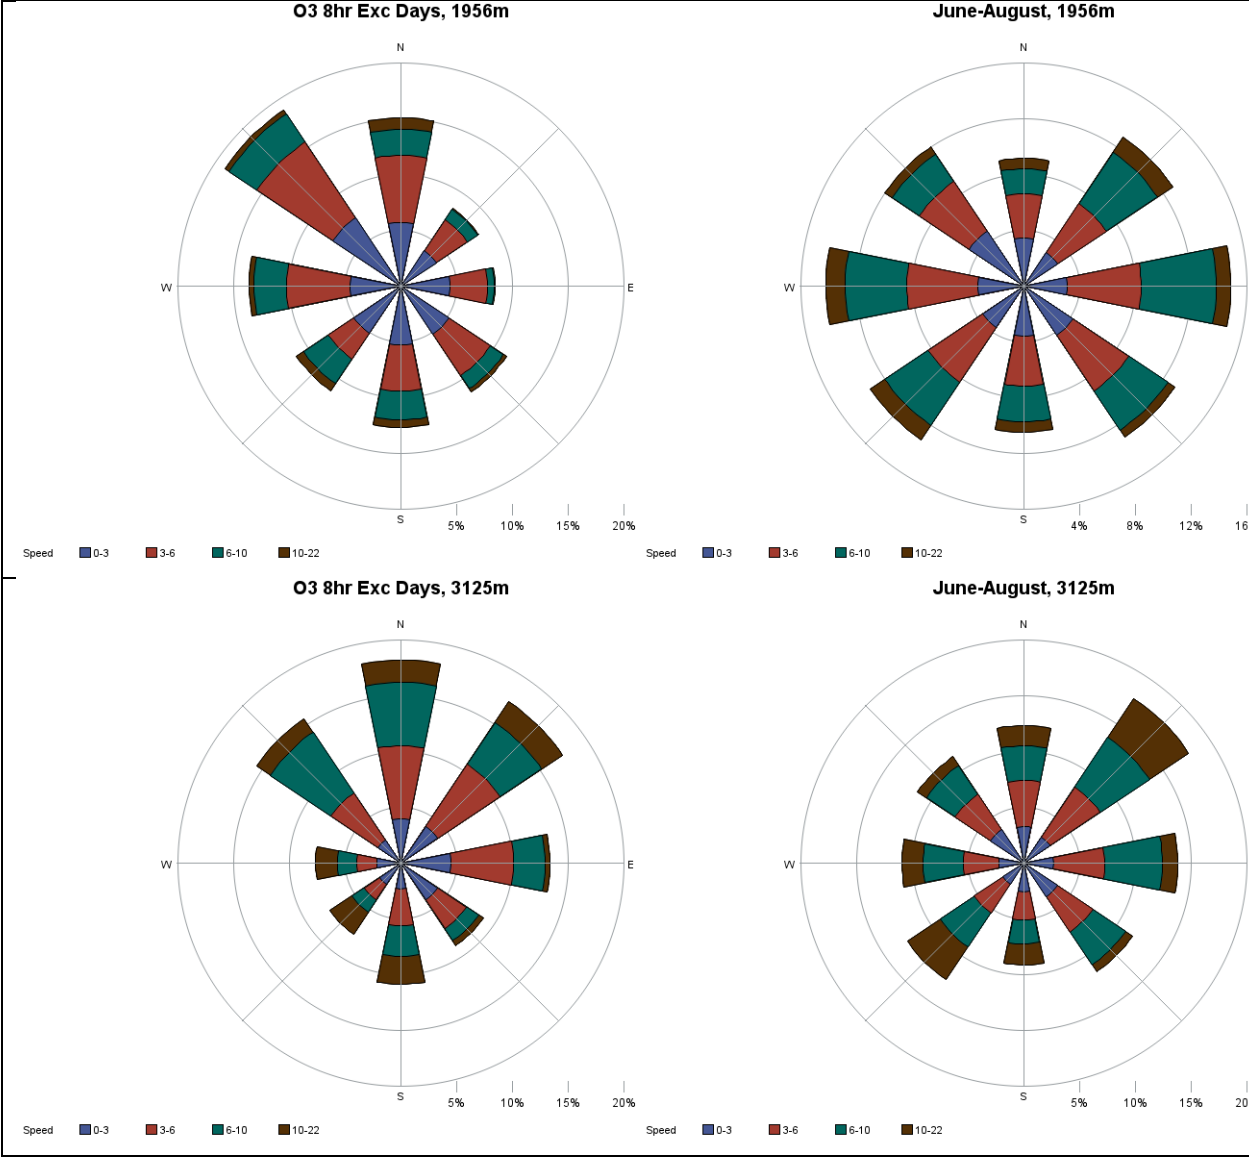 O3 8hr Exc Days, 1956m
June-August, 1956m
N
N
W
E
W
S
S
5% 10% 15% 20%
4% 8% 12% 16
Speed 0-3 3-6 6-10 10-22
Speed 0-3 3-6 6-10 10-22
O3 8hr Exc Days, 3125m
June-August, 3125m
N
N
W
E
W
S
S
5% 10% 15% 20%
5% 10% 15% 20
Speed 0-3 3-6 6-10 10-22
Speed 0-3 3-6 6-10 10-22